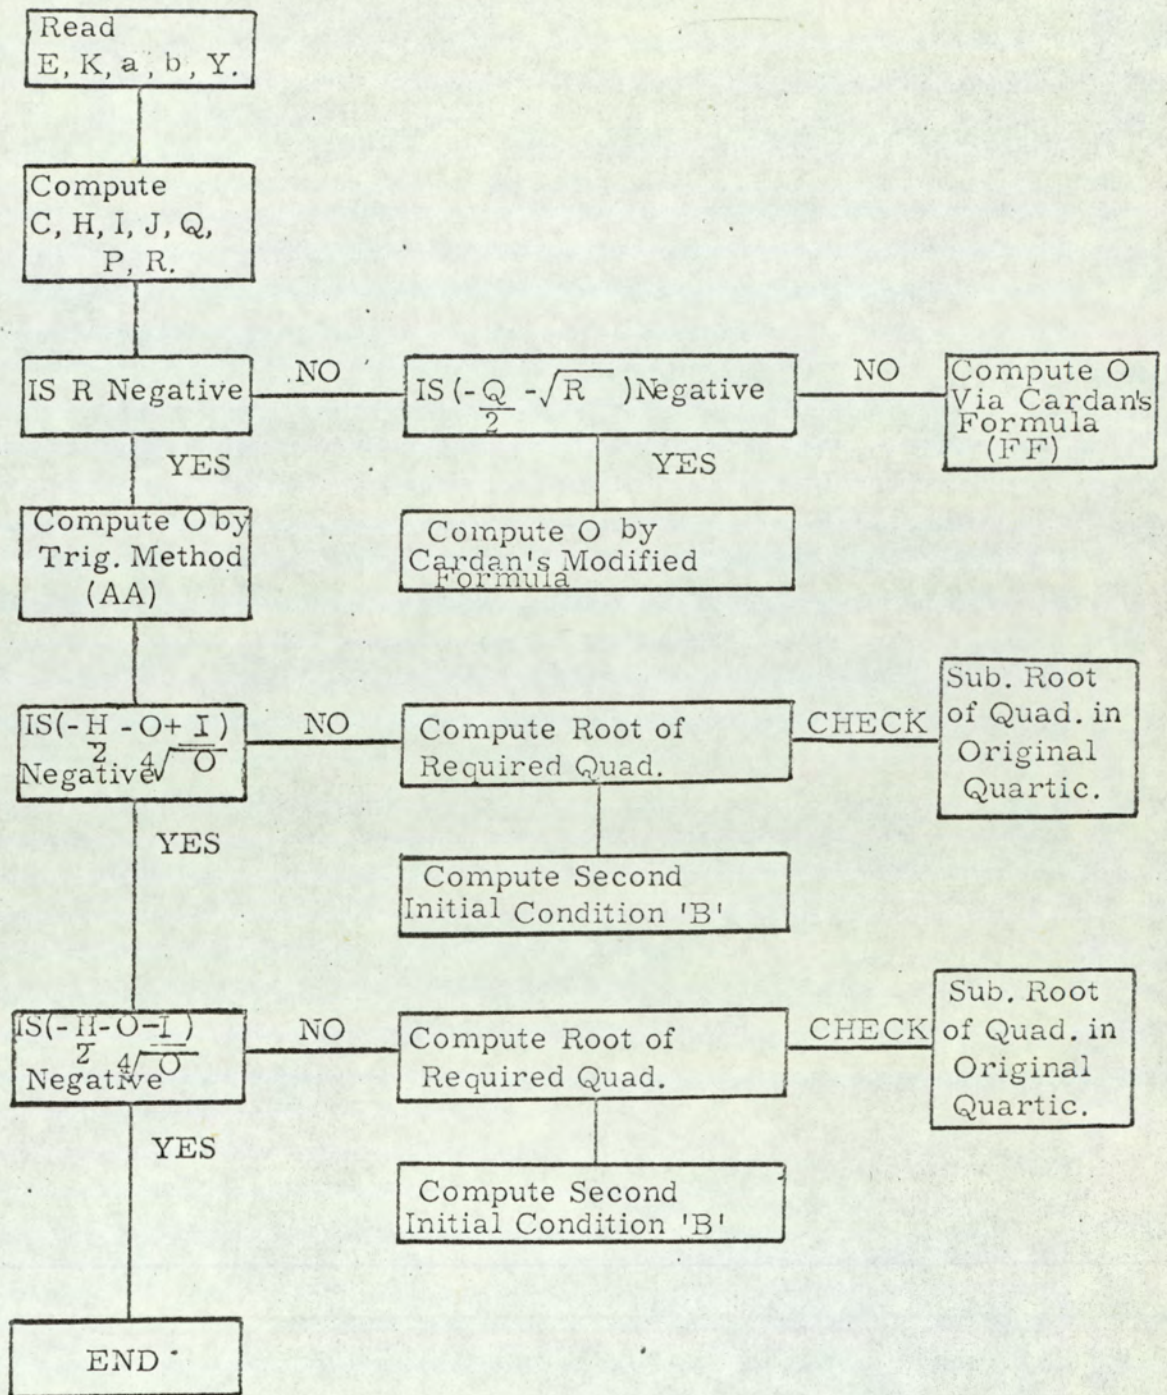 Read
E, K, a, b, Y.
Compute
C, H, I, J, Q,
P, R.
IS R Negative
NO
IS (-Q/2 -√R ) Negative
NO
Compute O
Via Cardan's
Formula
(FF)
YES
YES
Compute O by
Trig. Method
(AA)
Compute O by
Cardan's Modified
Formula
IS(-H/2 - O + I/4√O)
Negative
NO
Compute Root of
Required Quad.
CHECK
Sub. Root
of Quad. in
Original
Quartic.
YES
Compute Second
Initial Condition 'B'
IS(-H/2 - O - I/4√O)
Negative
NO
Compute Root of
Required Quad.
CHECK
Sub. Root
of Quad. in
Original
Quartic.
YES
Compute Second
Initial Condition 'B'
END